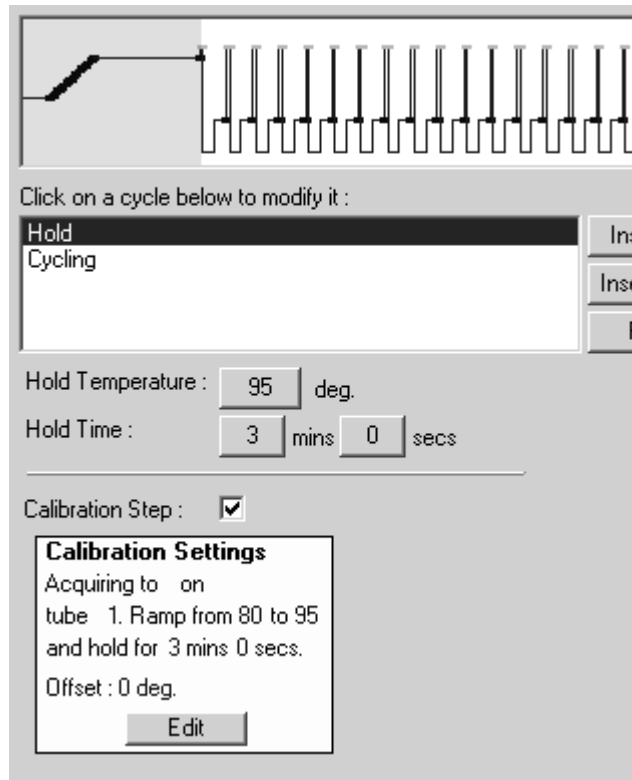 Click on a cycle below to modify it :
Hold
Cycling
Hold Temperature : 95 deg.
Hold Time : 3 mins 0 secs
Calibration Step :
Calibration Settings
Acquiring to on
tube 1. Ramp from 80 to 95
and hold for 3 mins 0 secs.
Offset : 0 deg.
Edit